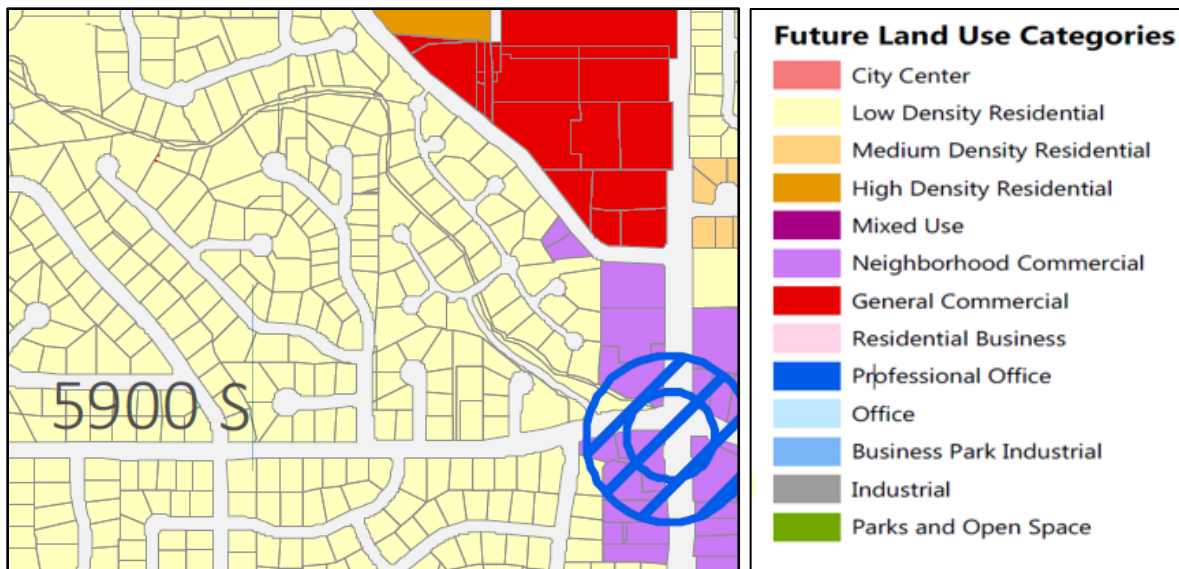 5900 S
Future Land Use Categories
City Center
Low Density Residential
Medium Density Residential
High Density Residential
Mixed Use
Neighborhood Commercial
General Commercial
Residential Business
Professional Office
Office
Business Park Industrial
Industrial
Parks and Open Space